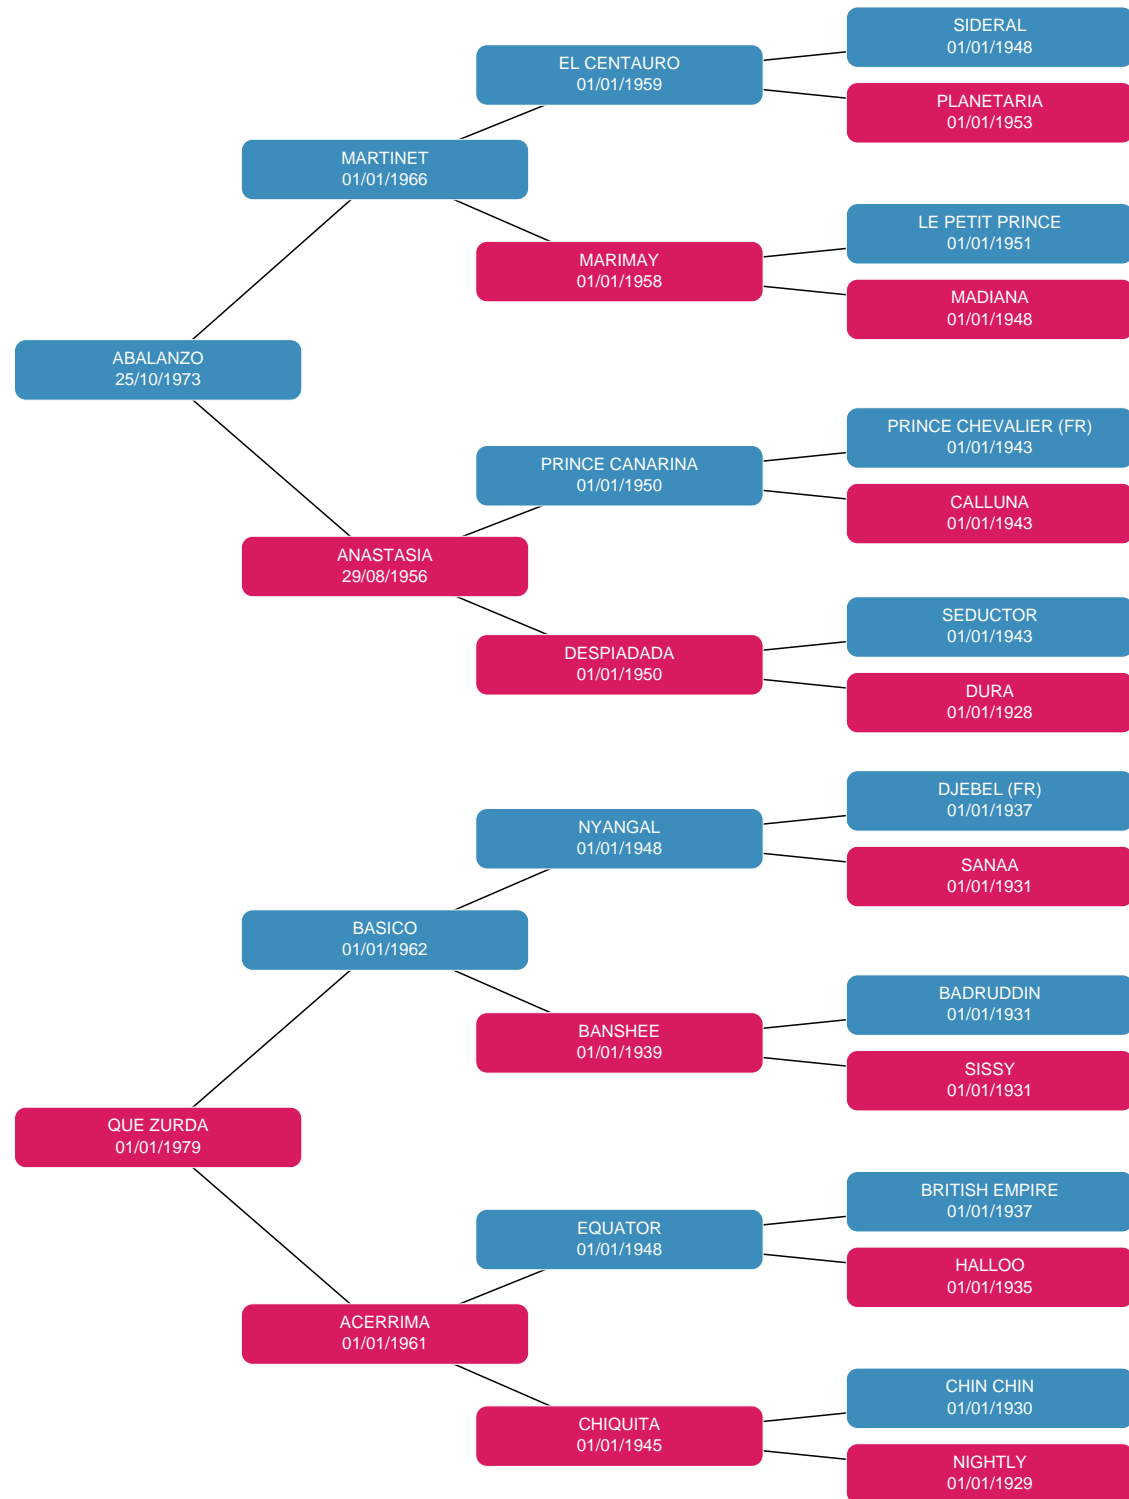 SIDERAL
01/01/1948
EL CENTAURO
01/01/1959
PLANETARIA
01/01/1953
MARTINET
01/01/1966
LE PETIT PRINCE
01/01/1951
MARIMAY
01/01/1958
MADIANA
01/01/1948
ABALANZO
25/10/1973
PRINCE CHEVALIER (FR)
01/01/1943
PRINCE CANARINA
01/01/1950
CALLUNA
01/01/1943
ANASTASIA
29/08/1956
SEDUCTOR
01/01/1943
DESPIADADA
01/01/1950
DURA
01/01/1928
DJEBEL (FR)
01/01/1937
NYANGAL
01/01/1948
SANAA
01/01/1931
BASICO
01/01/1962
BADRUDDIN
01/01/1931
BANSHEE
01/01/1939
SISSY
01/01/1931
QUE ZURDA
01/01/1979
BRITISH EMPIRE
01/01/1937
EQUATOR
01/01/1948
HALLOO
01/01/1935
ACERRIMA
01/01/1961
CHIN CHIN
01/01/1930
CHIQUITA
01/01/1945
NIGHTLY
01/01/1929